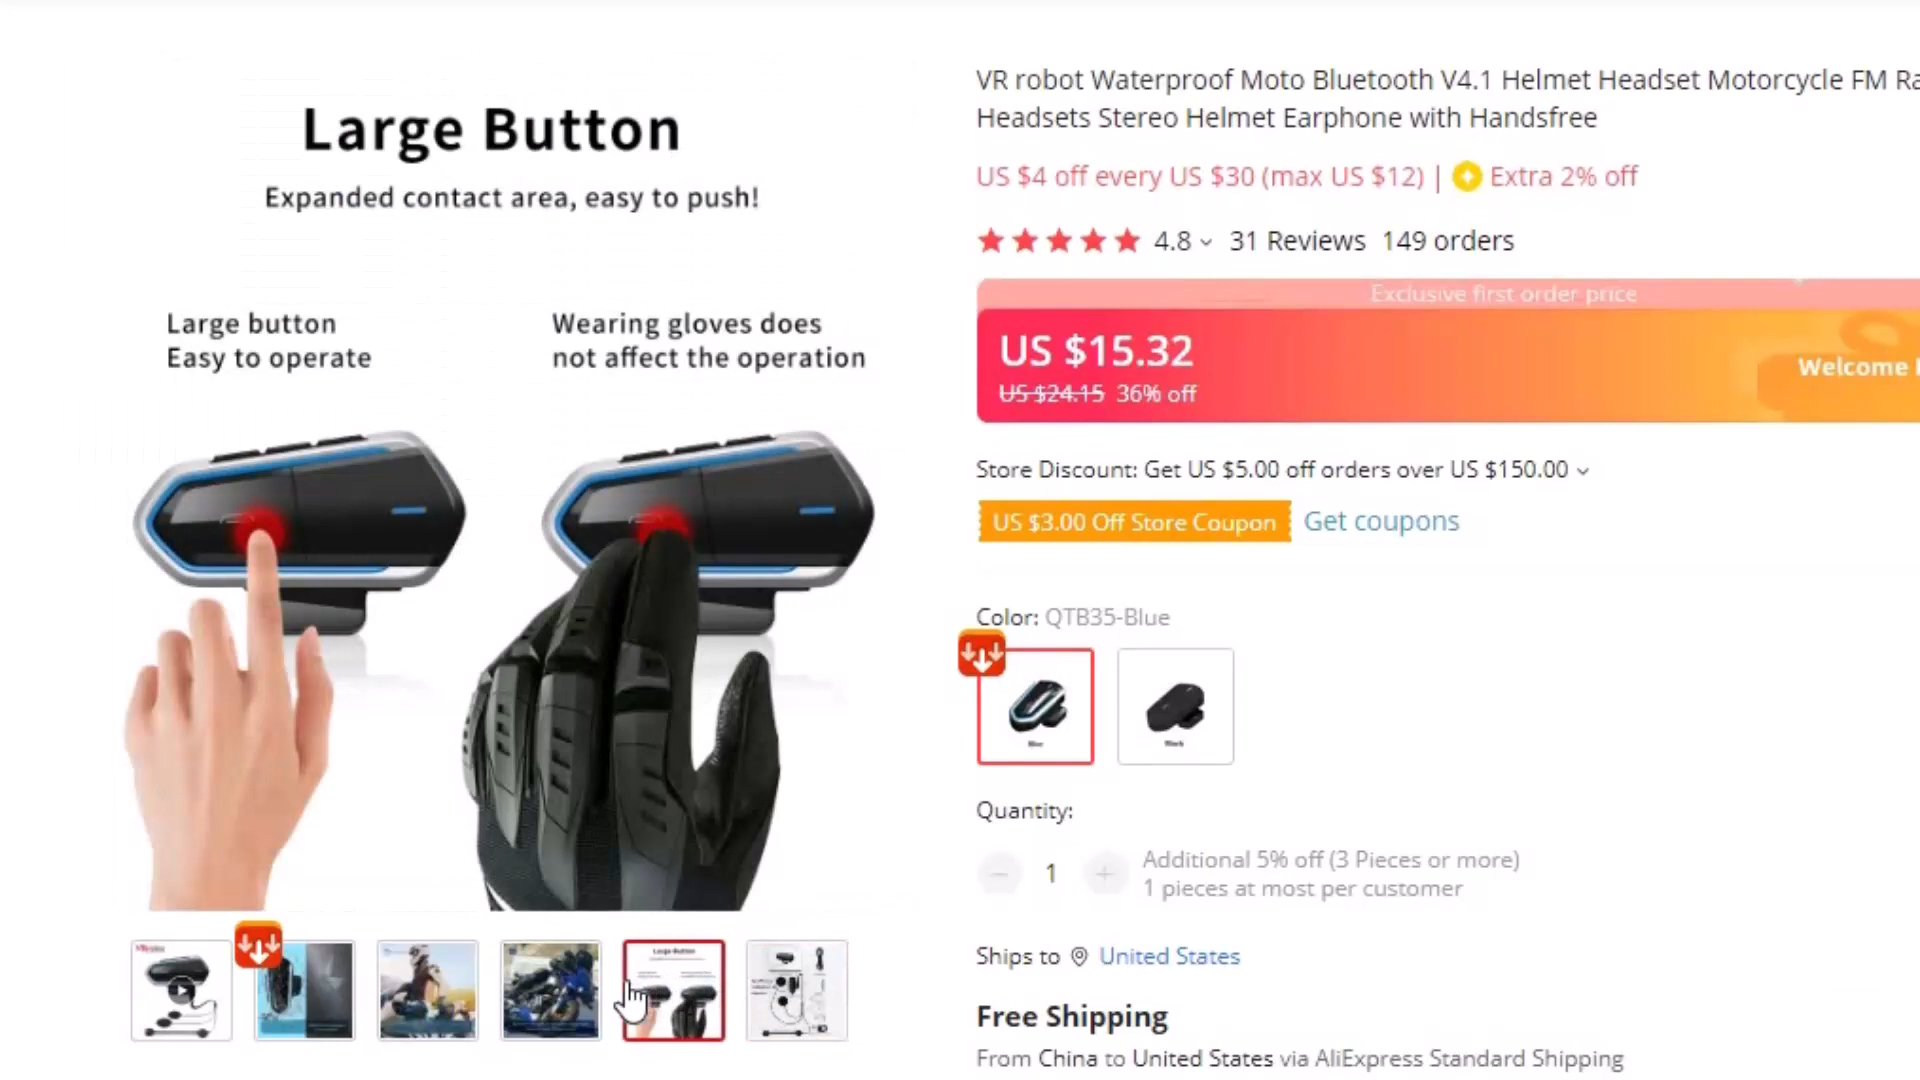 Large Button
Expanded contact area, easy to push!
Large button
Easy to operate
Wearing gloves does
not affect the operation
VR robot Waterproof Moto Bluetooth V4.1 Helmet Headset Motorcycle FM
Headsets Stereo Helmet Earphone with Handsfree
US $4 off every US $30 (max US $12) | Extra 2% off
4.8 31 Reviews 149 orders
Exclusive first order price
US $15.32
US $24.15 36% off
Welcome
Store Discount: Get US $5.00 off orders over US $150.00
US $3.00 Off Store Coupon Get coupons
Color: QTB35-Blue
Blue
Black
Quantity:
1
Additional 5% off (3 Pieces or more)
1 pieces at most per customer
Ships to United States
Free Shipping
From China to United States via AliExpress Standard Shipping
Large Button